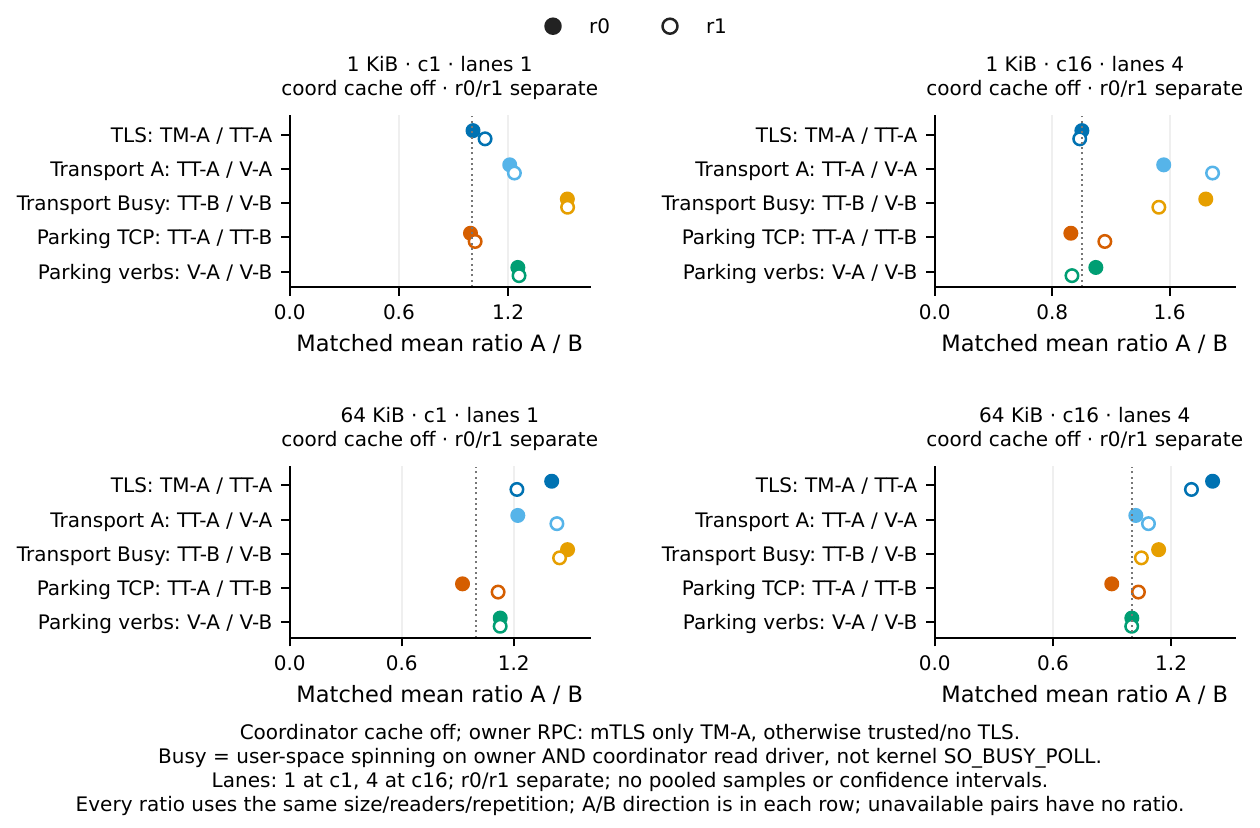 r0 r1
1 KiB · c1 · lanes 1
coord cache off · r0/r1 separate
TLS: TM-A / TT-A
Transport A: TT-A / V-A
Transport Busy: TT-B / V-B
Parking TCP: TT-A / TT-B
Parking verbs: V-A / V-B
0.0 0.6 1.2
Matched mean ratio A / B
1 KiB · c16 · lanes 4
coord cache off · r0/r1 separate
TLS: TM-A / TT-A
Transport A: TT-A / V-A
Transport Busy: TT-B / V-B
Parking TCP: TT-A / TT-B
Parking verbs: V-A / V-B
0.0 0.8 1.6
Matched mean ratio A / B
64 KiB · c1 · lanes 1
coord cache off · r0/r1 separate
TLS: TM-A / TT-A
Transport A: TT-A / V-A
Transport Busy: TT-B / V-B
Parking TCP: TT-A / TT-B
Parking verbs: V-A / V-B
0.0 0.6 1.2
Matched mean ratio A / B
64 KiB · c16 · lanes 4
coord cache off · r0/r1 separate
TLS: TM-A / TT-A
Transport A: TT-A / V-A
Transport Busy: TT-B / V-B
Parking TCP: TT-A / TT-B
Parking verbs: V-A / V-B
0.0 0.6 1.2
Matched mean ratio A / B
Coordinator cache off; owner RPC: mTLS only TM-A, otherwise trusted/no TLS.
Busy = user-space spinning on owner AND coordinator read driver, not kernel SO_BUSY_POLL.
Lanes: 1 at c1, 4 at c16; r0/r1 separate; no pooled samples or confidence intervals.
Every ratio uses the same size/readers/repetition; A/B direction is in each row; unavailable pairs have no ratio.